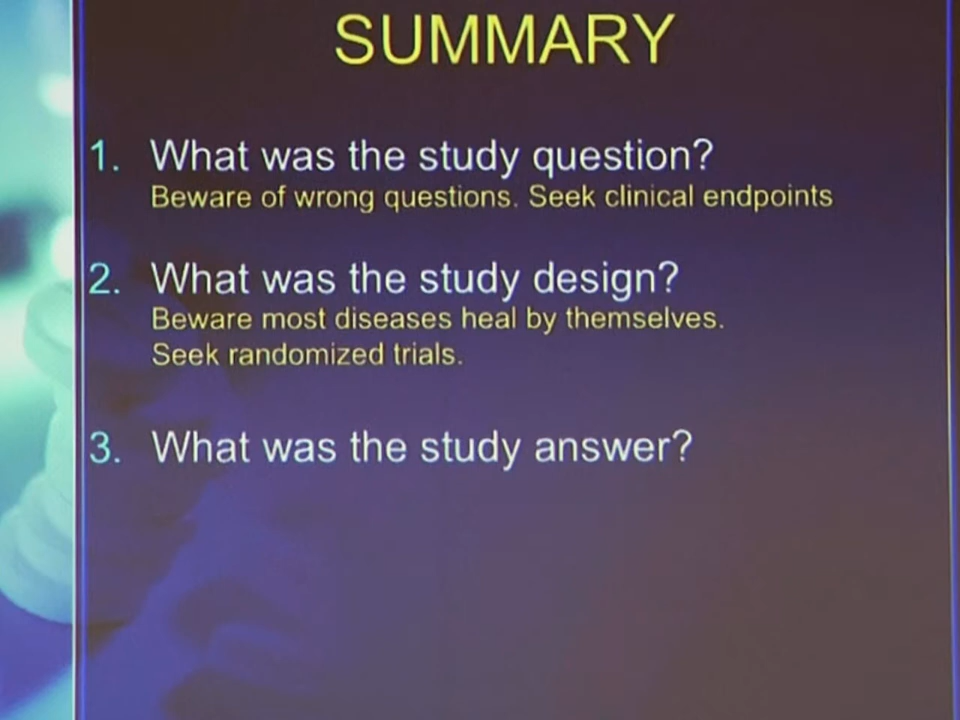 SUMMARY
1. What was the study question?
Beware of wrong questions. Seek clinical endpoints
2. What was the study design?
Beware most diseases heal by themselves.
Seek randomized trials.
3. What was the study answer?